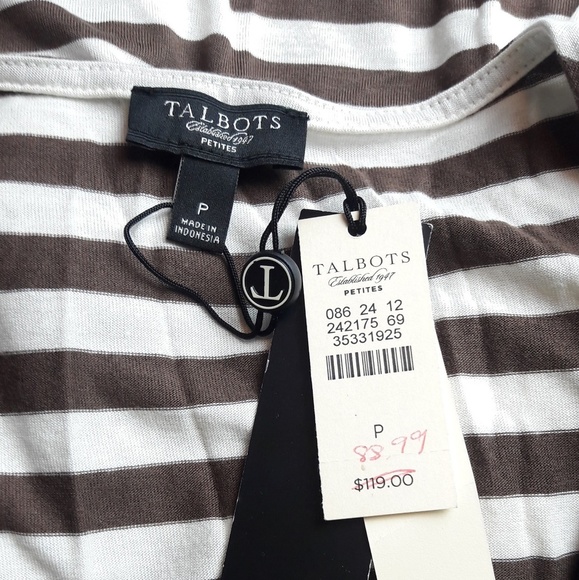 TALBOTS
Established 1947
PETITES
P
MADE IN
INDONESIA
T
TALBOTS
Established 1947
PETITES
086 24 12
242175 69
35331925
P
88.99
$119.00